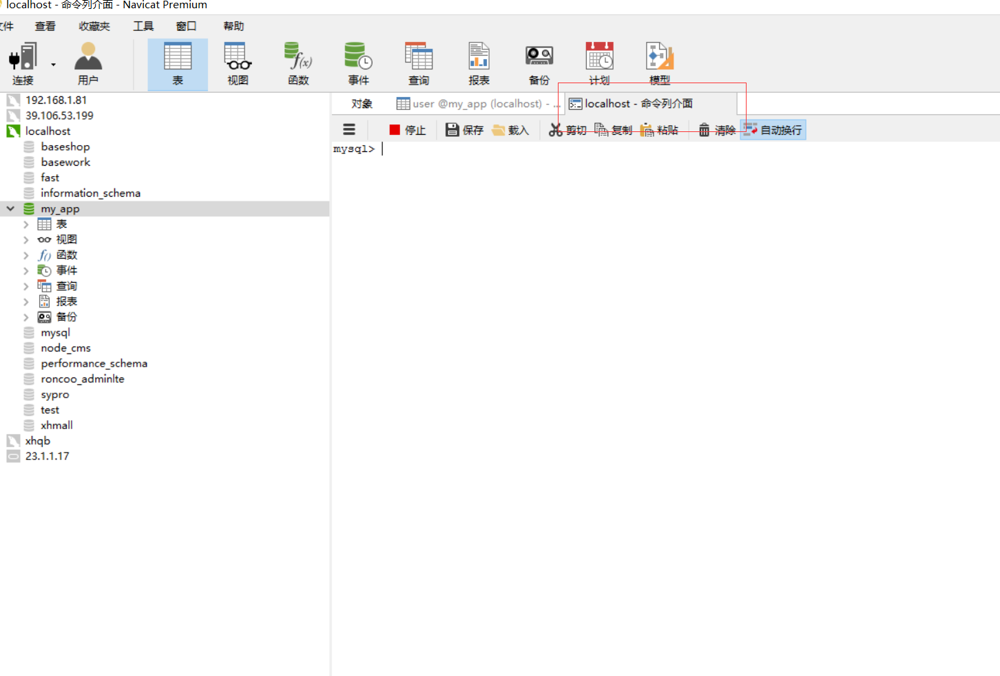 localhost - 命令列介面 - Navicat Premium
文件 查看 收藏夹 工具 窗口 帮助
连接 用户 表 视图 函数 事件 查询 报表 备份 计划 模型
对象 user @my_app (localhost) - ... localhost - 命令列介面
停止 保存 载入 剪切 复制 粘贴 清除 自动换行
mysql>
192.168.1.81
39.106.53.199
localhost
baseshop
basework
fast
information_schema
my_app
表
视图
函数
事件
查询
报表
备份
mysql
node_cms
performance_schema
roncoo_adminlte
sypro
test
xhmall
xhqb
23.1.1.17